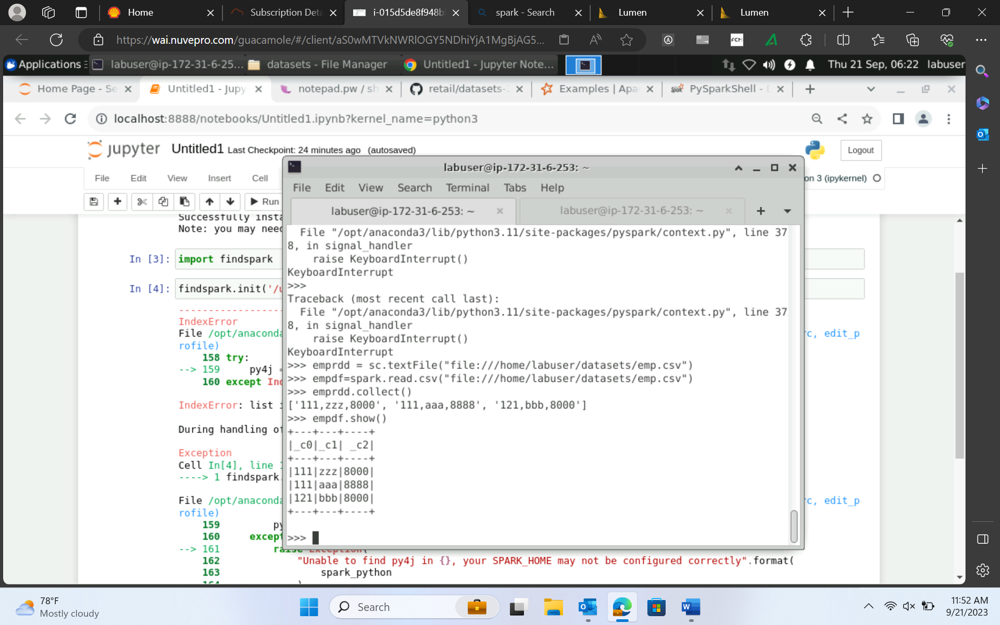 Home
Subscription Deta
i-015d5de8f948b
spark - Search
Lumen
Lumen
https://wai.nuvepro.com/guacamole/#/client/aS0wMTVkNWRlOGY5NDhiYjA1MgBjAG5...
Applications
labuser@ip-172-31-6-25...
datasets - File Manager
Untitled1 - Jupyter Note...
Thu 21 Sep, 06:22
labuser
Home Page - Se
Untitled1 - Jupy
notepad.pw / sh
retail/datasets-
Examples | Apa
PySparkShell -
localhost:8888/notebooks/Untitled1.ipynb?kernel_name=python3
jupyter Untitled1 Last Checkpoint: 24 minutes ago (autosaved)
Logout
File Edit View Insert Cell
on 3 (ipykernel)
Run
labuser@ip-172-31-6-253: ~
File Edit View Search Terminal Tabs Help
labuser@ip-172-31-6-253: ~
labuser@ip-172-31-6-253: ~
File "/opt/anaconda3/lib/python3.11/site-packages/pyspark/context.py", line 37
8, in signal_handler
raise KeyboardInterrupt()
KeyboardInterrupt
>>>
Traceback (most recent call last):
File "/opt/anaconda3/lib/python3.11/site-packages/pyspark/context.py", line 37
8, in signal_handler
raise KeyboardInterrupt()
KeyboardInterrupt
>>> emprdd = sc.textFile("file:///home/labuser/datasets/emp.csv")
>>> empdf=spark.read.csv("file:///home/labuser/datasets/emp.csv")
>>> emprdd.collect()
['111,zzz,8000', '111,aaa,8888', '121,bbb,8000']
>>> empdf.show()
+---+---+----+
|_c0|_c1| _c2|
+---+---+----+
|111|zzz|8000|
|111|aaa|8888|
|121|bbb|8000|
+---+---+----+
>>>
Successfully insta
Note: you may need
In [3]: import findspark
In [4]: findspark.init('/u
IndexError
File /opt/anaconda
rc, edit_p
rofile)
158 try:
--> 159 py4j =
160 except Ind
IndexError: list i
During handling of
Exception
Cell In[4], line 1
----> 1 findspark.
File /opt/anaconda
rc, edit_p
rofile)
159 py
160 except
--> 161 raise Exception(
162 "Unable to find py4j in {}, your SPARK_HOME may not be configured correctly".format(
163 spark_python
164 )
78°F
Mostly cloudy
Search
11:52 AM
9/21/2023